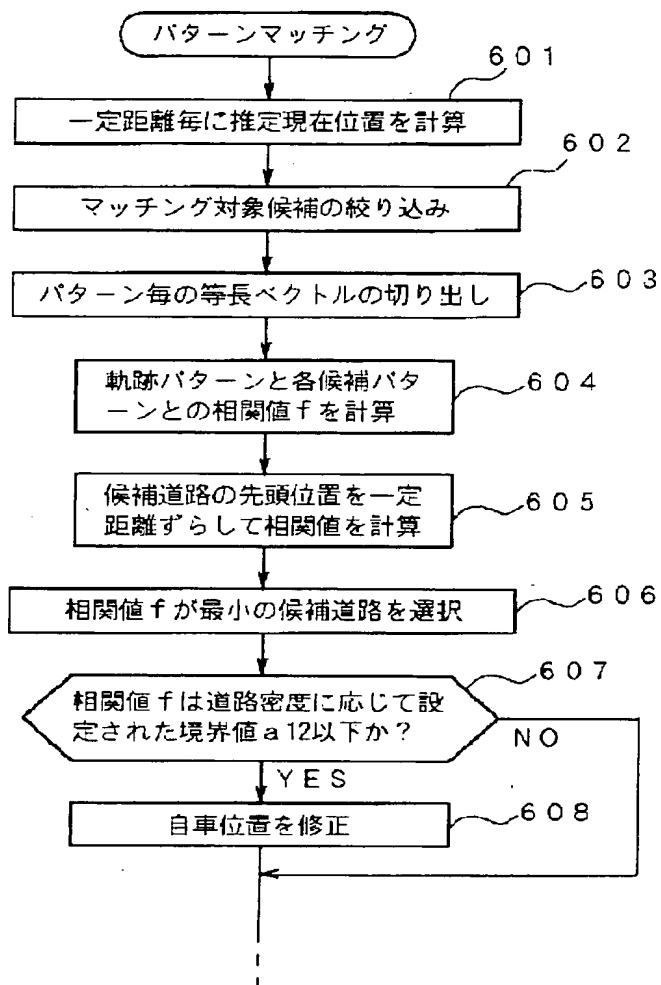 パターンマッチング
601
一定距離毎に推定現在位置を計算
602
マッチング対象候補の絞り込み
603
パターン毎の等長ベクトルの切り出し
604
軌跡パターンと各候補パタ
ーンとの相関値fを計算
605
候補道路の先頭位置を一定
距離ずらして相関値を計算
606
相関値fが最小の候補道路を選択
607
相関値fは道路密度に応じて設
定された境界値a12以下か?
NO
YES
608
自車位置を修正